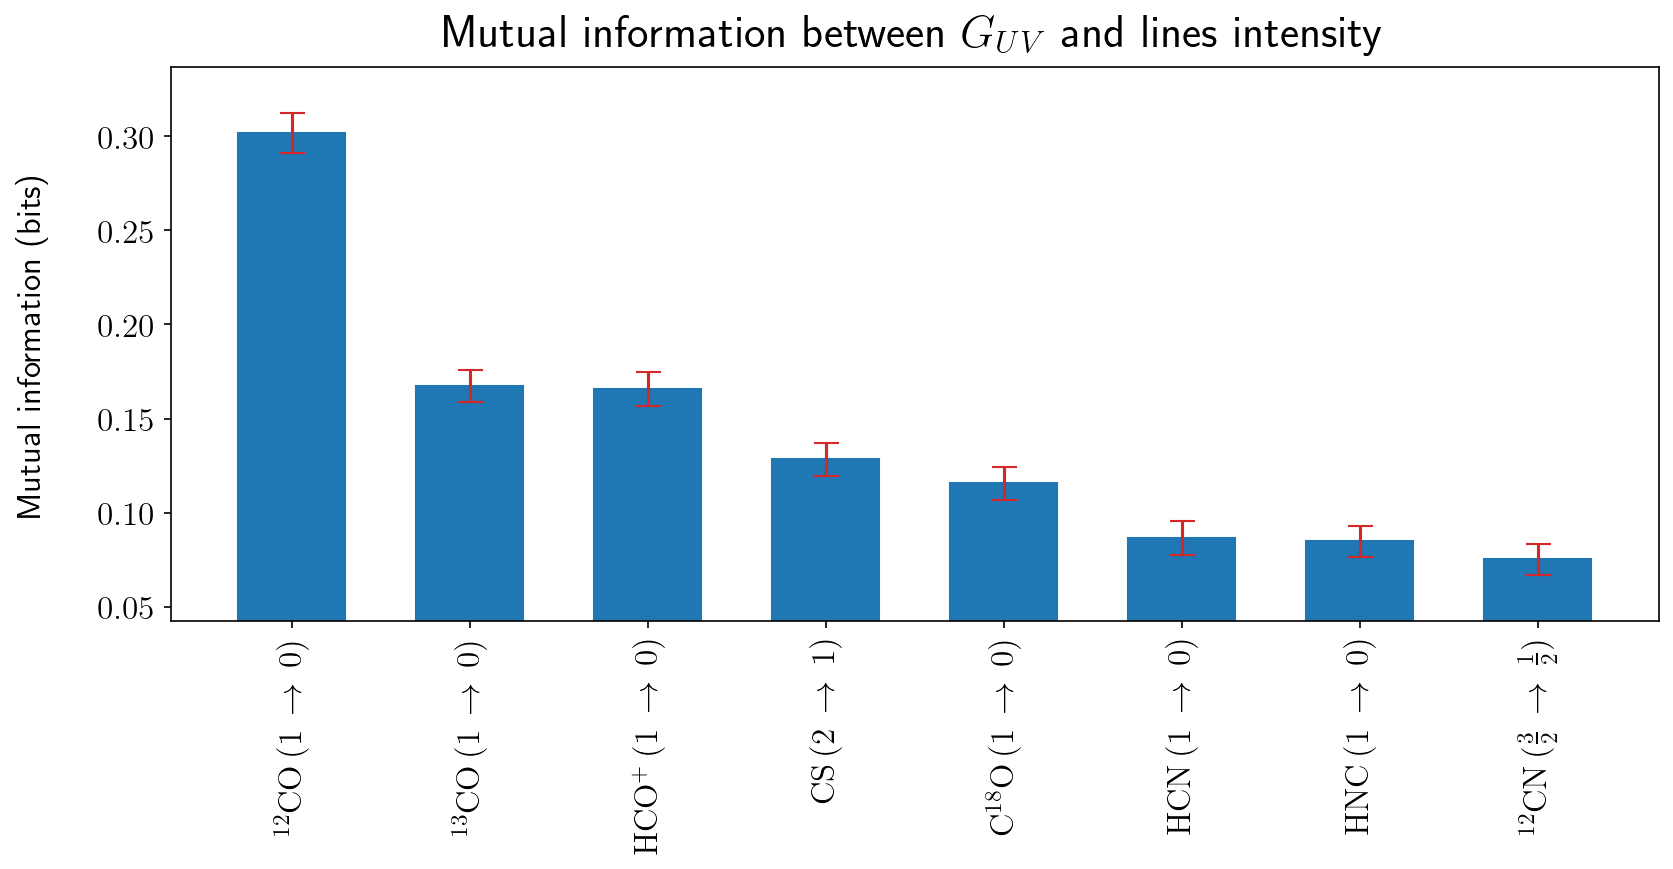 Mutual information between G_{UV} and lines intensity
Mutual information (bits)
0.30
0.25
0.20
0.15
0.10
0.05
¹²CO (1 → 0)
¹³CO (1 → 0)
HCO⁺ (1 → 0)
CS (2 → 1)
C¹⁸O (1 → 0)
HCN (1 → 0)
HNC (1 → 0)
¹²CN (3/2 → 1/2)